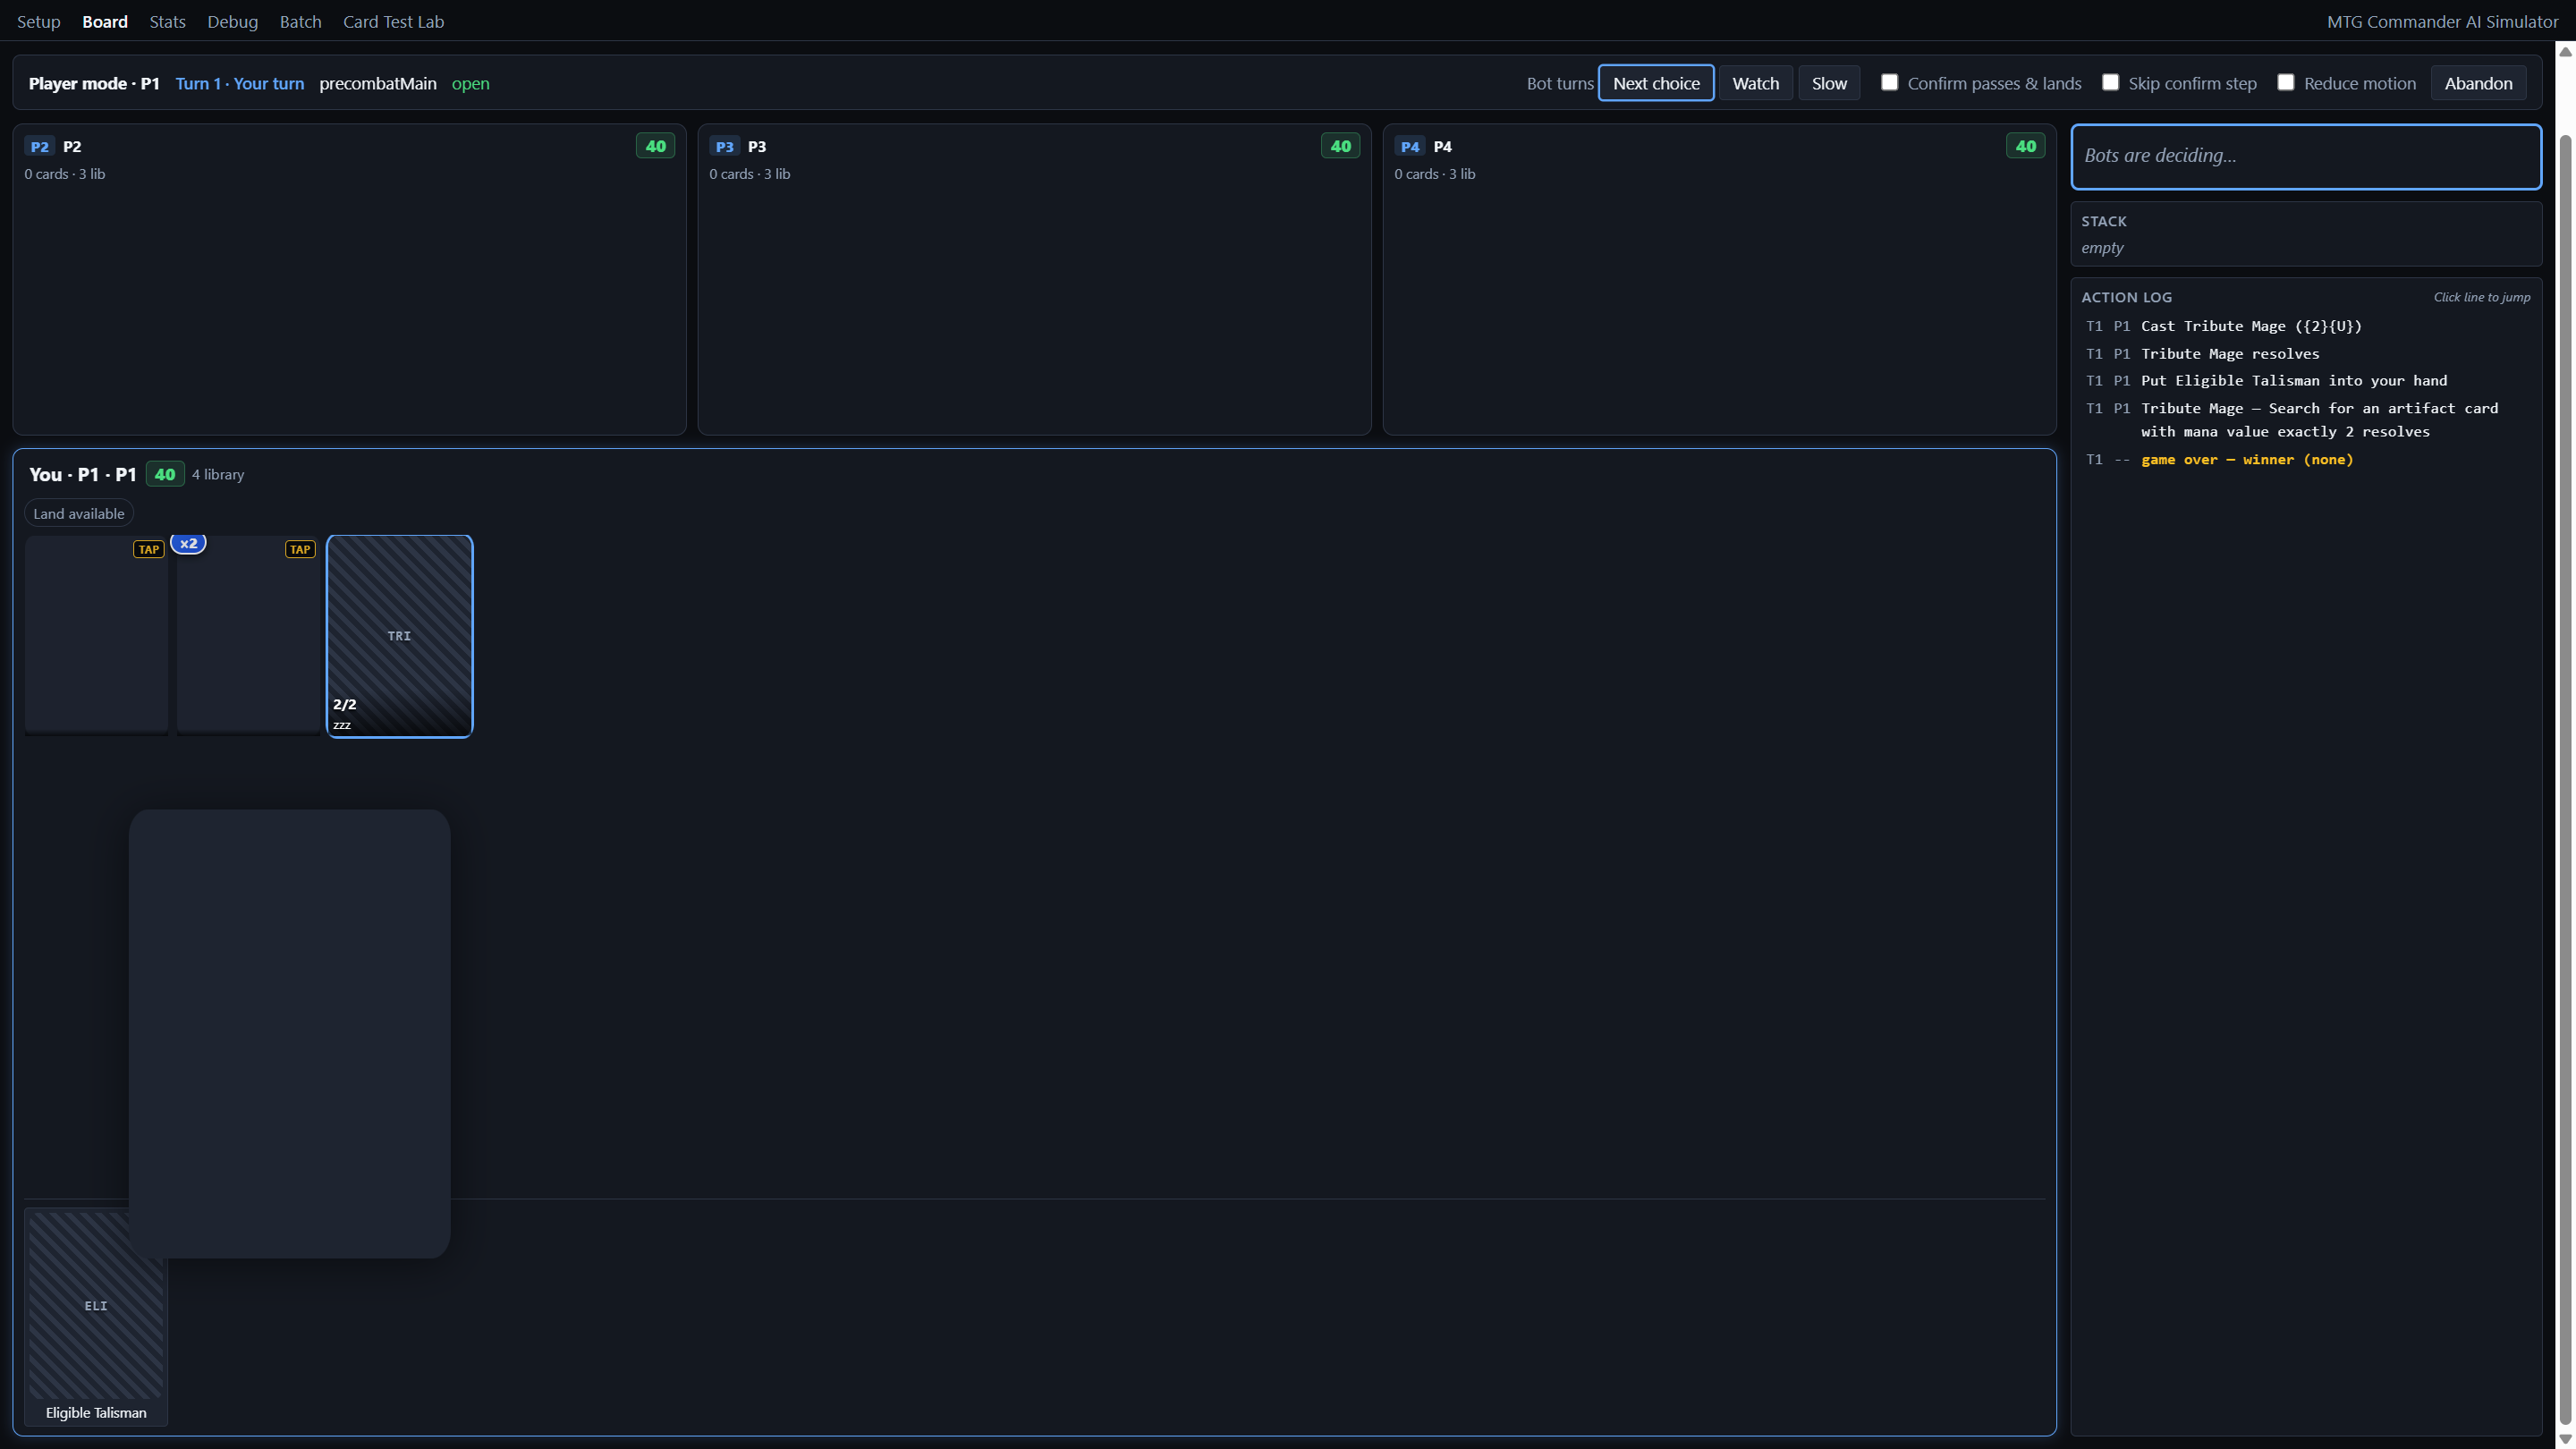 Setup Board Stats Debug Batch Card Test Lab MTG Commander AI Simulator
Player mode · P1 Turn 1 · Your turn precombatMain open Bot turns Next choice Watch Slow Confirm passes & lands Skip confirm step Reduce motion Abandon
P2 P2 40
0 cards · 3 lib
P3 P3 40
0 cards · 3 lib
P4 P4 40
0 cards · 3 lib
Bots are deciding...
STACK
empty
ACTION LOG Click line to jump
T1 P1 Cast Tribute Mage ({2}{U})
T1 P1 Tribute Mage resolves
T1 P1 Put Eligible Talisman into your hand
T1 P1 Tribute Mage — Search for an artifact card
with mana value exactly 2 resolves
T1 -- game over — winner (none)
You · P1 · P1 40 4 library
Land available
TAP x2 TAP
TRI
2/2
zzz
ELI
Eligible Talisman